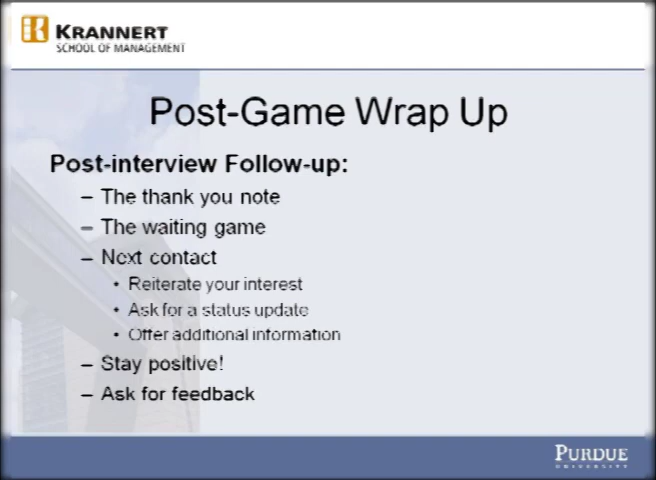 KRANNERT
SCHOOL OF MANAGEMENT
Post-Game Wrap Up
Post-interview Follow-up:
– The thank you note
– The waiting game
– Next contact
• Reiterate your interest
• Ask for a status update
• Offer additional information
– Stay positive!
– Ask for feedback
PURDUE
UNIVERSITY